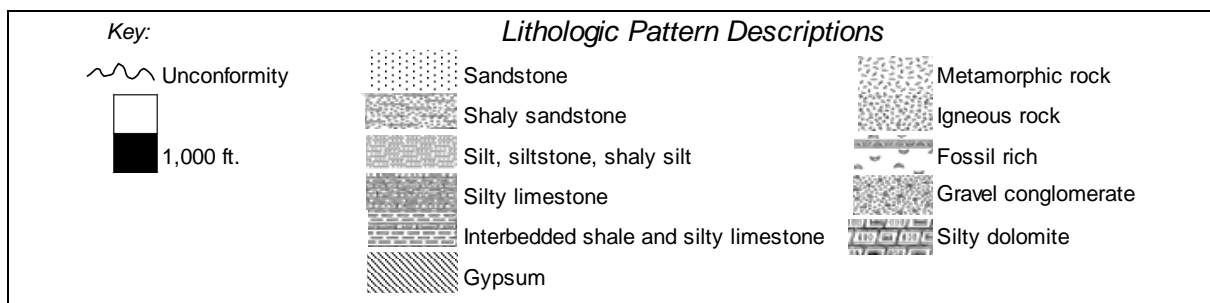 Key:
Lithologic Pattern Descriptions
Unconformity
1,000 ft.
Sandstone
Shaly sandstone
Silt, siltstone, shaly silt
Silty limestone
Interbedded shale and silty limestone
Gypsum
Metamorphic rock
Igneous rock
Fossil rich
Gravel conglomerate
Silty dolomite